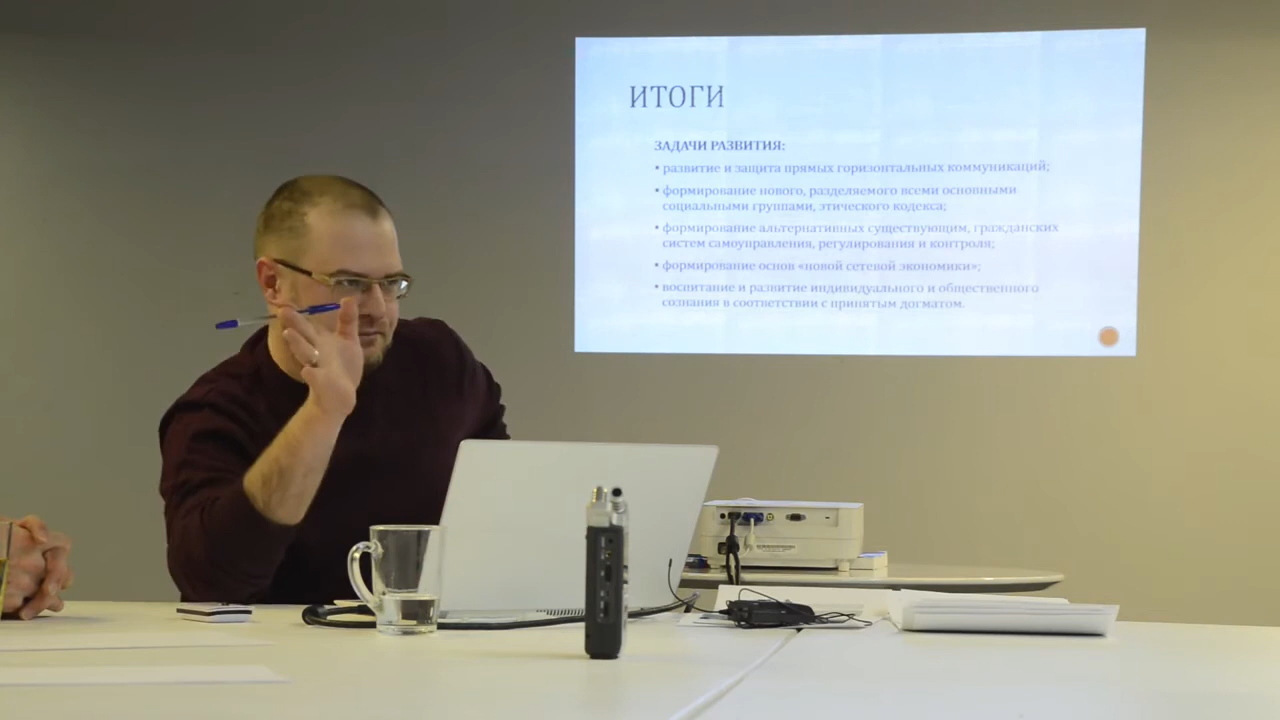 ИТОГИ
ЗАДАЧИ РАЗВИТИЯ:
▪ развитие и защита прямых горизонтальных коммуникаций;
▪ формирование нового, разделяемого всеми основными
социальными группами, этического кодекса;
▪ формирование альтернативных существующим, гражданских
систем самоуправления, регулирования и контроля;
▪ формирование основ «новой сетевой экономики»;
▪ воспитание и развитие индивидуального и общественного
сознания в соответствии с принятым догматом.